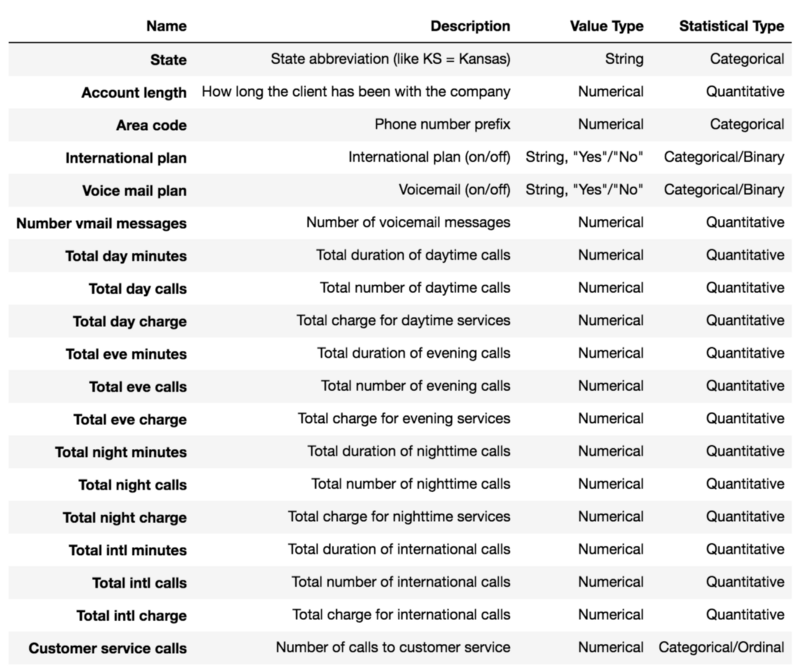 Name Description Value Type Statistical Type
State State abbreviation (like KS = Kansas) String Categorical
Account length How long the client has been with the company Numerical Quantitative
Area code Phone number prefix Numerical Categorical
International plan International plan (on/off) String, "Yes"/"No" Categorical/Binary
Voice mail plan Voicemail (on/off) String, "Yes"/"No" Categorical/Binary
Number vmail messages Number of voicemail messages Numerical Quantitative
Total day minutes Total duration of daytime calls Numerical Quantitative
Total day calls Total number of daytime calls Numerical Quantitative
Total day charge Total charge for daytime services Numerical Quantitative
Total eve minutes Total duration of evening calls Numerical Quantitative
Total eve calls Total number of evening calls Numerical Quantitative
Total eve charge Total charge for evening services Numerical Quantitative
Total night minutes Total duration of nighttime calls Numerical Quantitative
Total night calls Total number of nighttime calls Numerical Quantitative
Total night charge Total charge for nighttime services Numerical Quantitative
Total intl minutes Total duration of international calls Numerical Quantitative
Total intl calls Total number of international calls Numerical Quantitative
Total intl charge Total charge for international calls Numerical Quantitative
Customer service calls Number of calls to customer service Numerical Categorical/Ordinal